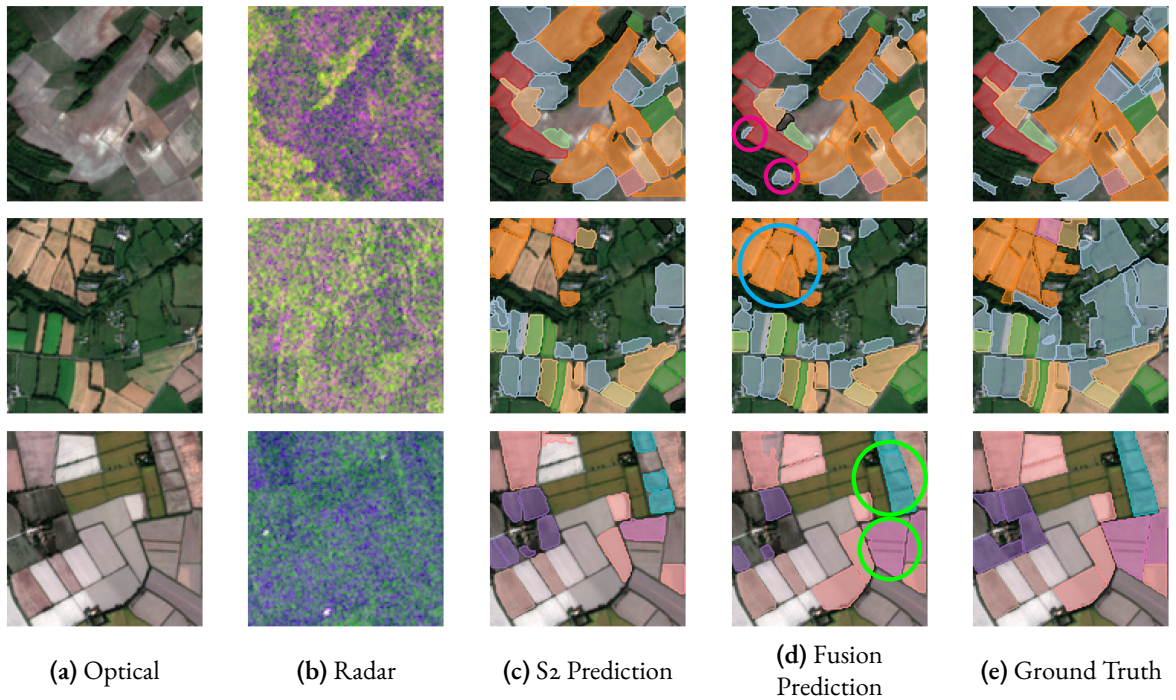 (a) Optical
(b) Radar
(c) S2 Prediction
(d) Fusion
Prediction
(e) Ground Truth